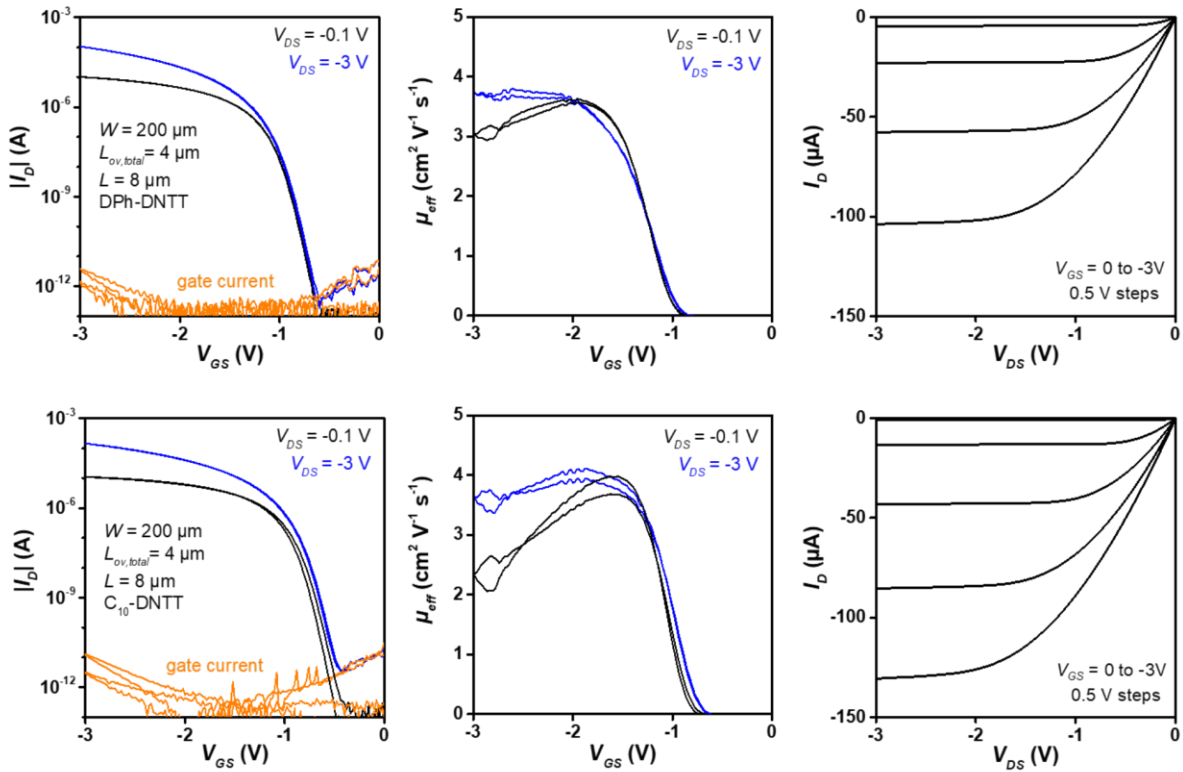 10⁻³
10⁻⁶
10⁻⁹
10⁻¹²
|I_D| (A)
V_DS = -0.1 V
V_DS = -3 V
W = 200 µm
L_ov,total = 4 µm
L = 8 µm
DPh-DNTT
gate current
-3 -2 -1 0
V_GS (V)
5
4
3
2
1
0
µ_eff (cm² V⁻¹ s⁻¹)
V_DS = -0.1 V
V_DS = -3 V
-3 -2 -1 0
V_GS (V)
0
-50
-100
-150
I_D (µA)
V_GS = 0 to -3V
0.5 V steps
-3 -2 -1 0
V_DS (V)
10⁻³
10⁻⁶
10⁻⁹
10⁻¹²
|I_D| (A)
V_DS = -0.1 V
V_DS = -3 V
W = 200 µm
L_ov,total = 4 µm
L = 8 µm
C₁₀-DNTT
gate current
-3 -2 -1 0
V_GS (V)
5
4
3
2
1
0
µ_eff (cm² V⁻¹ s⁻¹)
V_DS = -0.1 V
V_DS = -3 V
-3 -2 -1 0
V_GS (V)
0
-50
-100
-150
I_D (µA)
V_GS = 0 to -3V
0.5 V steps
-3 -2 -1 0
V_DS (V)